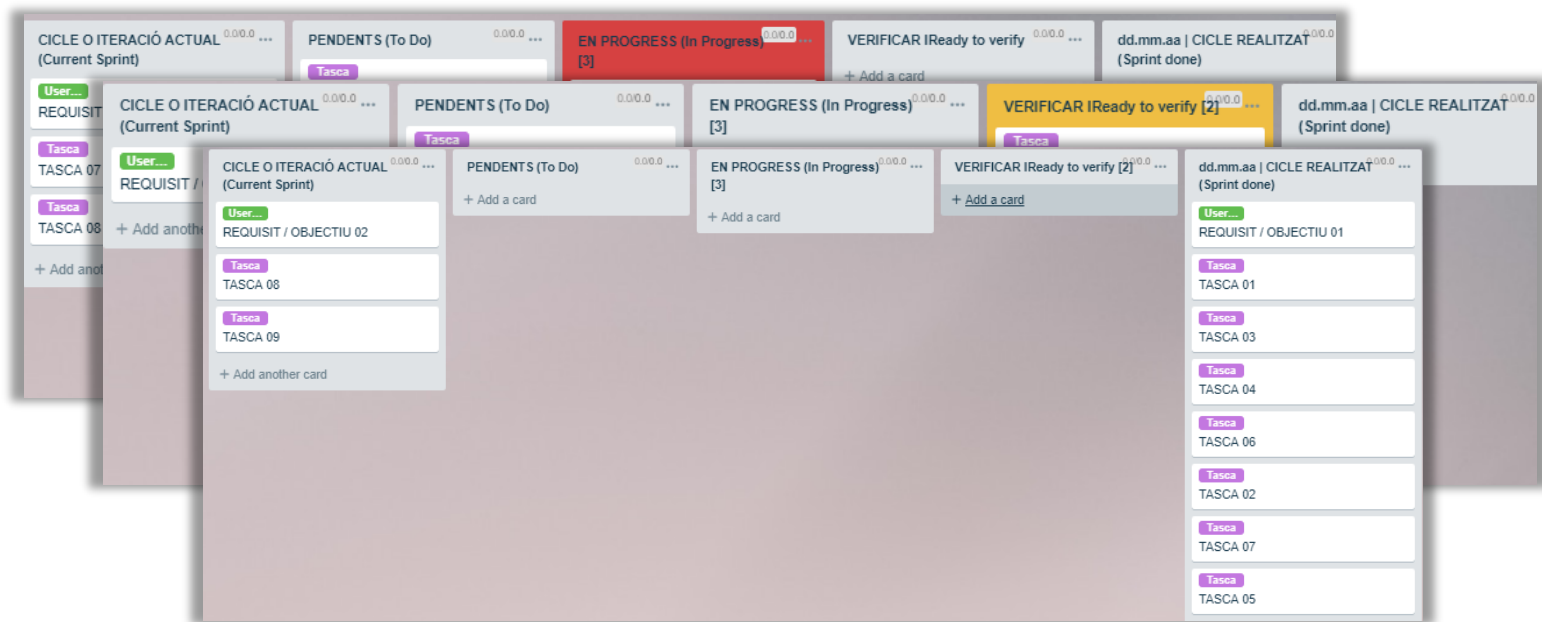 CICLE O ITERACIÓ ACTUAL 0.0/0.0 ...
(Current Sprint)
User...
REQUISIT
Tasca
TASCA 07
Tasca
TASCA 08
+ Add anot
PENDENTS (To Do) 0.0/0.0 ...
Tasca
EN PROGRESS (In Progress) 0.0/0.0 ...
[3]
VERIFICAR IReady to verify 0.0/0.0 ...
+ Add a card
dd.mm.aa | CICLE REALITZAT 0.0/0.0
(Sprint done)
CICLE O ITERACIÓ ACTUAL 0.0/0.0 ...
(Current Sprint)
User...
REQUISIT /
+ Add anothe
PENDENTS (To Do) 0.0/0.0 ...
Tasca
EN PROGRESS (In Progress) 0.0/0.0 ...
[3]
VERIFICAR IReady to verify [2] 0.0/0.0 ...
Tasca
dd.mm.aa | CICLE REALITZAT 0.0/0.0
(Sprint done)
CICLE O ITERACIÓ ACTUAL 0.0/0.0 ...
(Current Sprint)
User...
REQUISIT / OBJECTIU 02
Tasca
TASCA 08
Tasca
TASCA 09
+ Add another card
PENDENTS (To Do) 0.0/0.0 ...
+ Add a card
EN PROGRESS (In Progress) 0.0/0.0 ...
[3]
+ Add a card
VERIFICAR IReady to verify [2] 0.0/0.0 ...
+ Add a card
dd.mm.aa | CICLE REALITZAT 0.0/0.0 ...
(Sprint done)
User...
REQUISIT / OBJECTIU 01
Tasca
TASCA 01
Tasca
TASCA 03
Tasca
TASCA 04
Tasca
TASCA 06
Tasca
TASCA 02
Tasca
TASCA 07
Tasca
TASCA 05